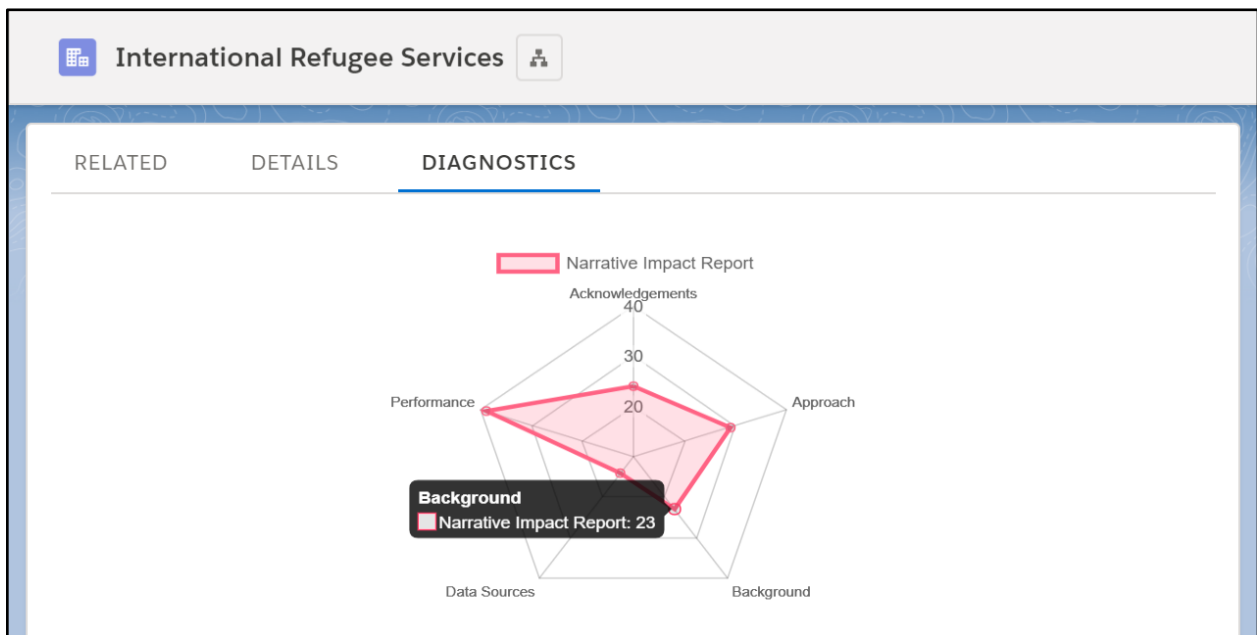 International Refugee Services
RELATED DETAILS DIAGNOSTICS
Narrative Impact Report
Acknowledgements
40
30
Performance
20
Approach
Background
Narrative Impact Report: 23
Data Sources
Background